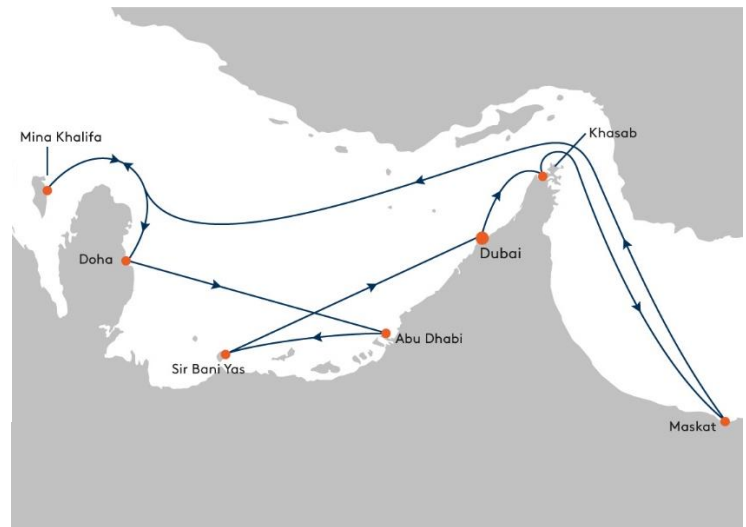 Mina Khalifa
Khasab
Doha
Dubai
Abu Dhabi
Sir Bani Yas
Maskat